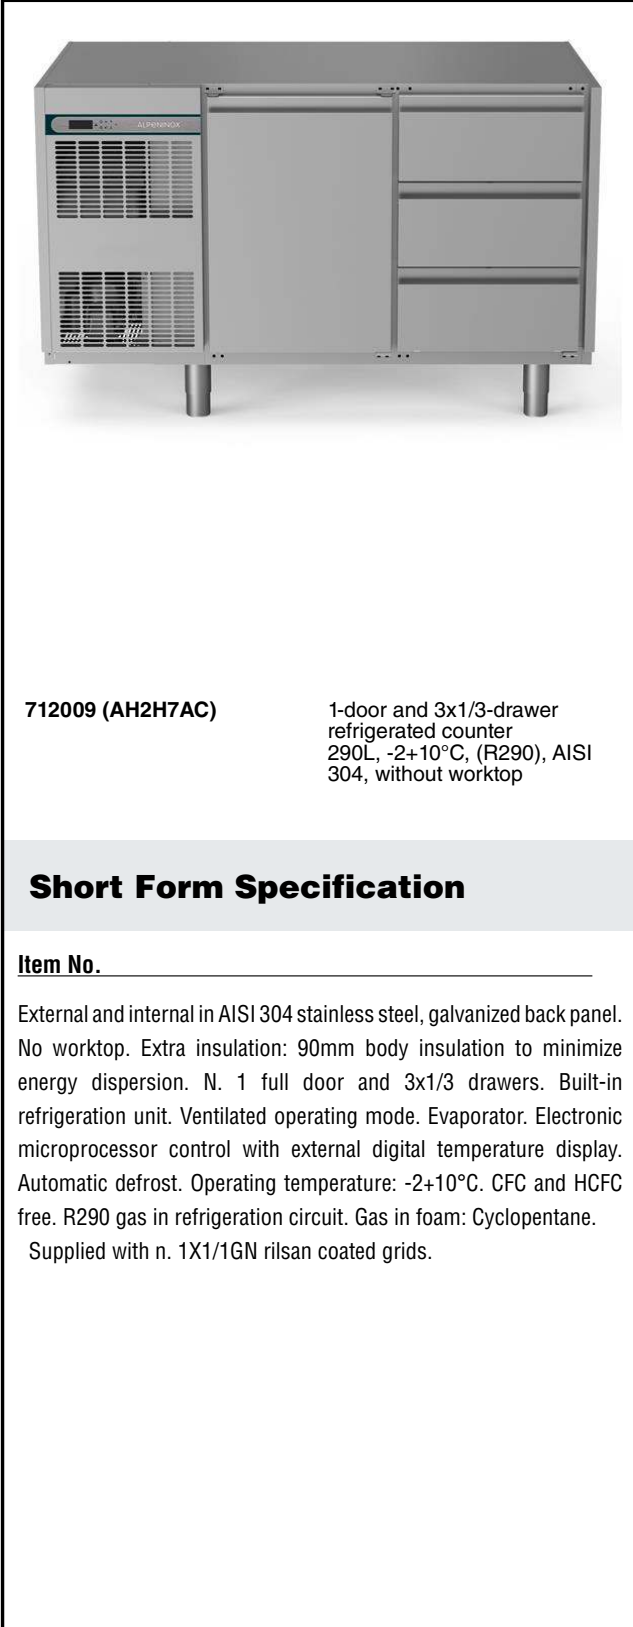 ALPENINOX
712009 (AH2H7AC)
1-door and 3x1/3-drawer
refrigerated counter
290L, -2+10°C, (R290), AISI
304, without worktop
Short Form Specification
Item No.
External and internal in AISI 304 stainless steel, galvanized back panel.
No worktop. Extra insulation: 90mm body insulation to minimize
energy dispersion. N. 1 full door and 3x1/3 drawers. Built-in
refrigeration unit. Ventilated operating mode. Evaporator. Electronic
microprocessor control with external digital temperature display.
Automatic defrost. Operating temperature: -2+10°C. CFC and HCFC
free. R290 gas in refrigeration circuit. Gas in foam: Cyclopentane.
Supplied with n. 1X1/1GN rilsan coated grids.